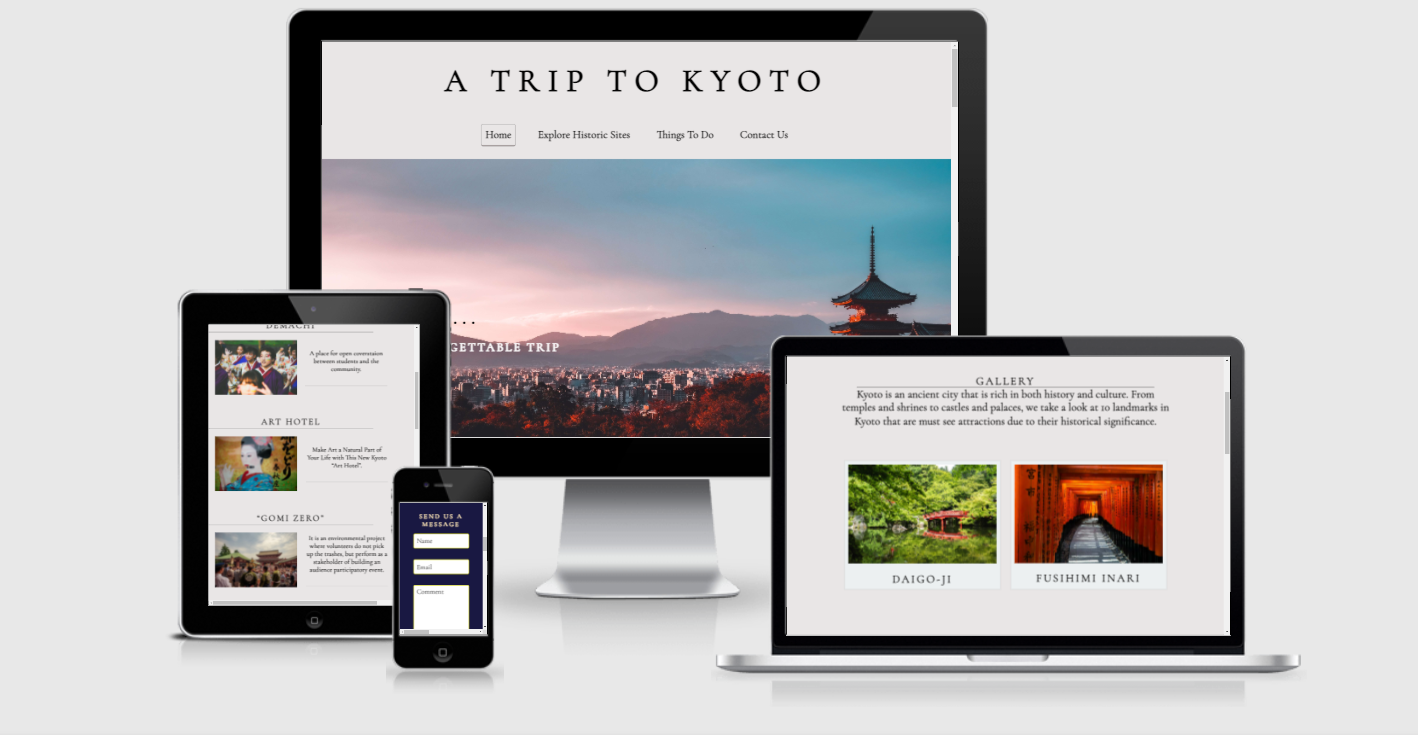 A TRIP TO KYOTO
Home
Explore Historic Sites
Things To Do
Contact Us
...
GETTABLE TRIP
DEMACHI
A place for open coverstaion
between students and the
community.
ART HOTEL
Make Art a Natural Part of
Your Life with This New Kyoto
"Art Hotel".
"GOMI ZERO"
It is an environmental project
where volunteers do not pick
up the trashes, but perform as a
stakeholder of building an
audience participatory event.
SEND US A
MESSAGE
Name
Email
Comment
GALLERY
Kyoto is an ancient city that is rich in both history and culture. From
temples and shrines to castles and palaces, we take a look at 10 landmarks in
Kyoto that are must see attractions due to their historical significance.
DAIGO-JI
FUSIHIMI INARI